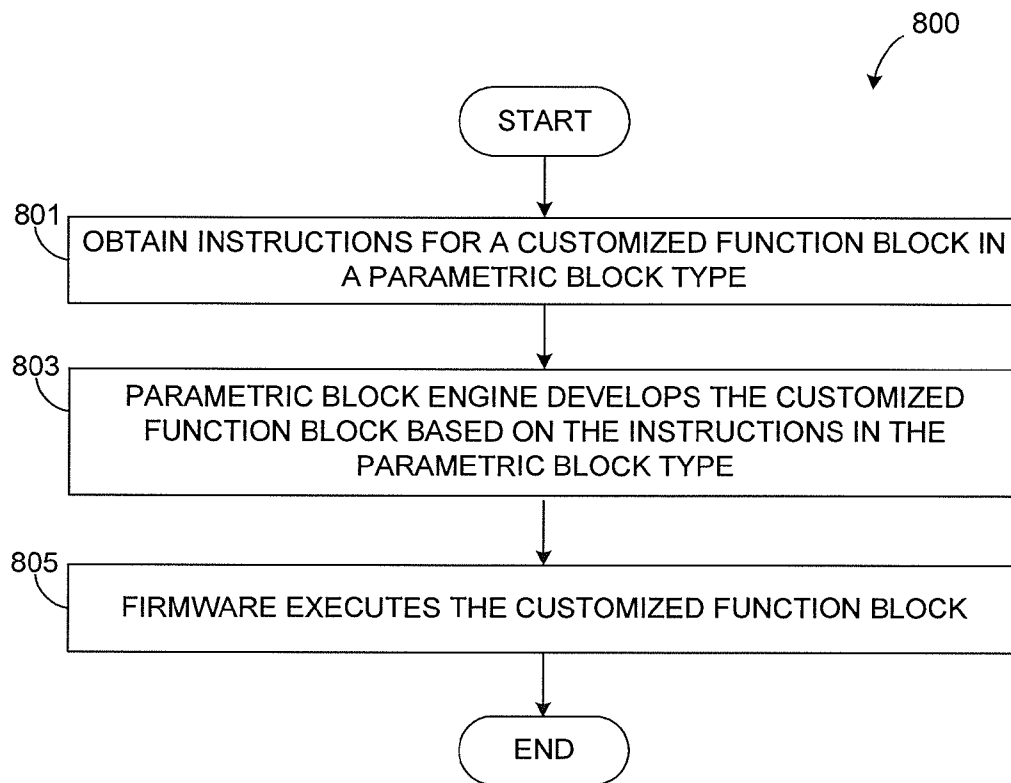 800
START
801
OBTAIN INSTRUCTIONS FOR A CUSTOMIZED FUNCTION BLOCK IN
A PARAMETRIC BLOCK TYPE
803
PARAMETRIC BLOCK ENGINE DEVELOPS THE CUSTOMIZED
FUNCTION BLOCK BASED ON THE INSTRUCTIONS IN THE
PARAMETRIC BLOCK TYPE
805
FIRMWARE EXECUTES THE CUSTOMIZED FUNCTION BLOCK
END